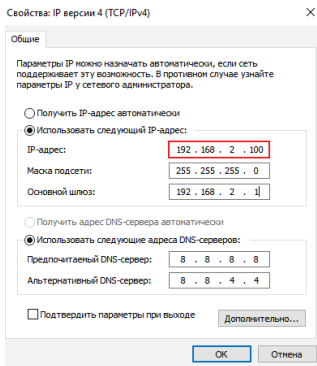 Свойства: IP версии 4 (TCP/IPv4)
Общие
Параметры IP можно назначать автоматически, если сеть
поддерживает эту возможность. В противном случае узнайте
параметры IP у сетевого администратора.
Получить IP-адрес автоматически
Использовать следующий IP-адрес:
IP-адрес: 192 . 168 . 2 . 100
Маска подсети: 255 . 255 . 255 . 0
Основной шлюз: 192 . 168 . 2 . 1
Получить адрес DNS-сервера автоматически
Использовать следующие адреса DNS-серверов:
Предпочитаемый DNS-сервер: 8 . 8 . 8 . 8
Альтернативный DNS-сервер: 8 . 8 . 4 . 4
Подтвердить параметры при выходе
Дополнительно...
OK Отмена